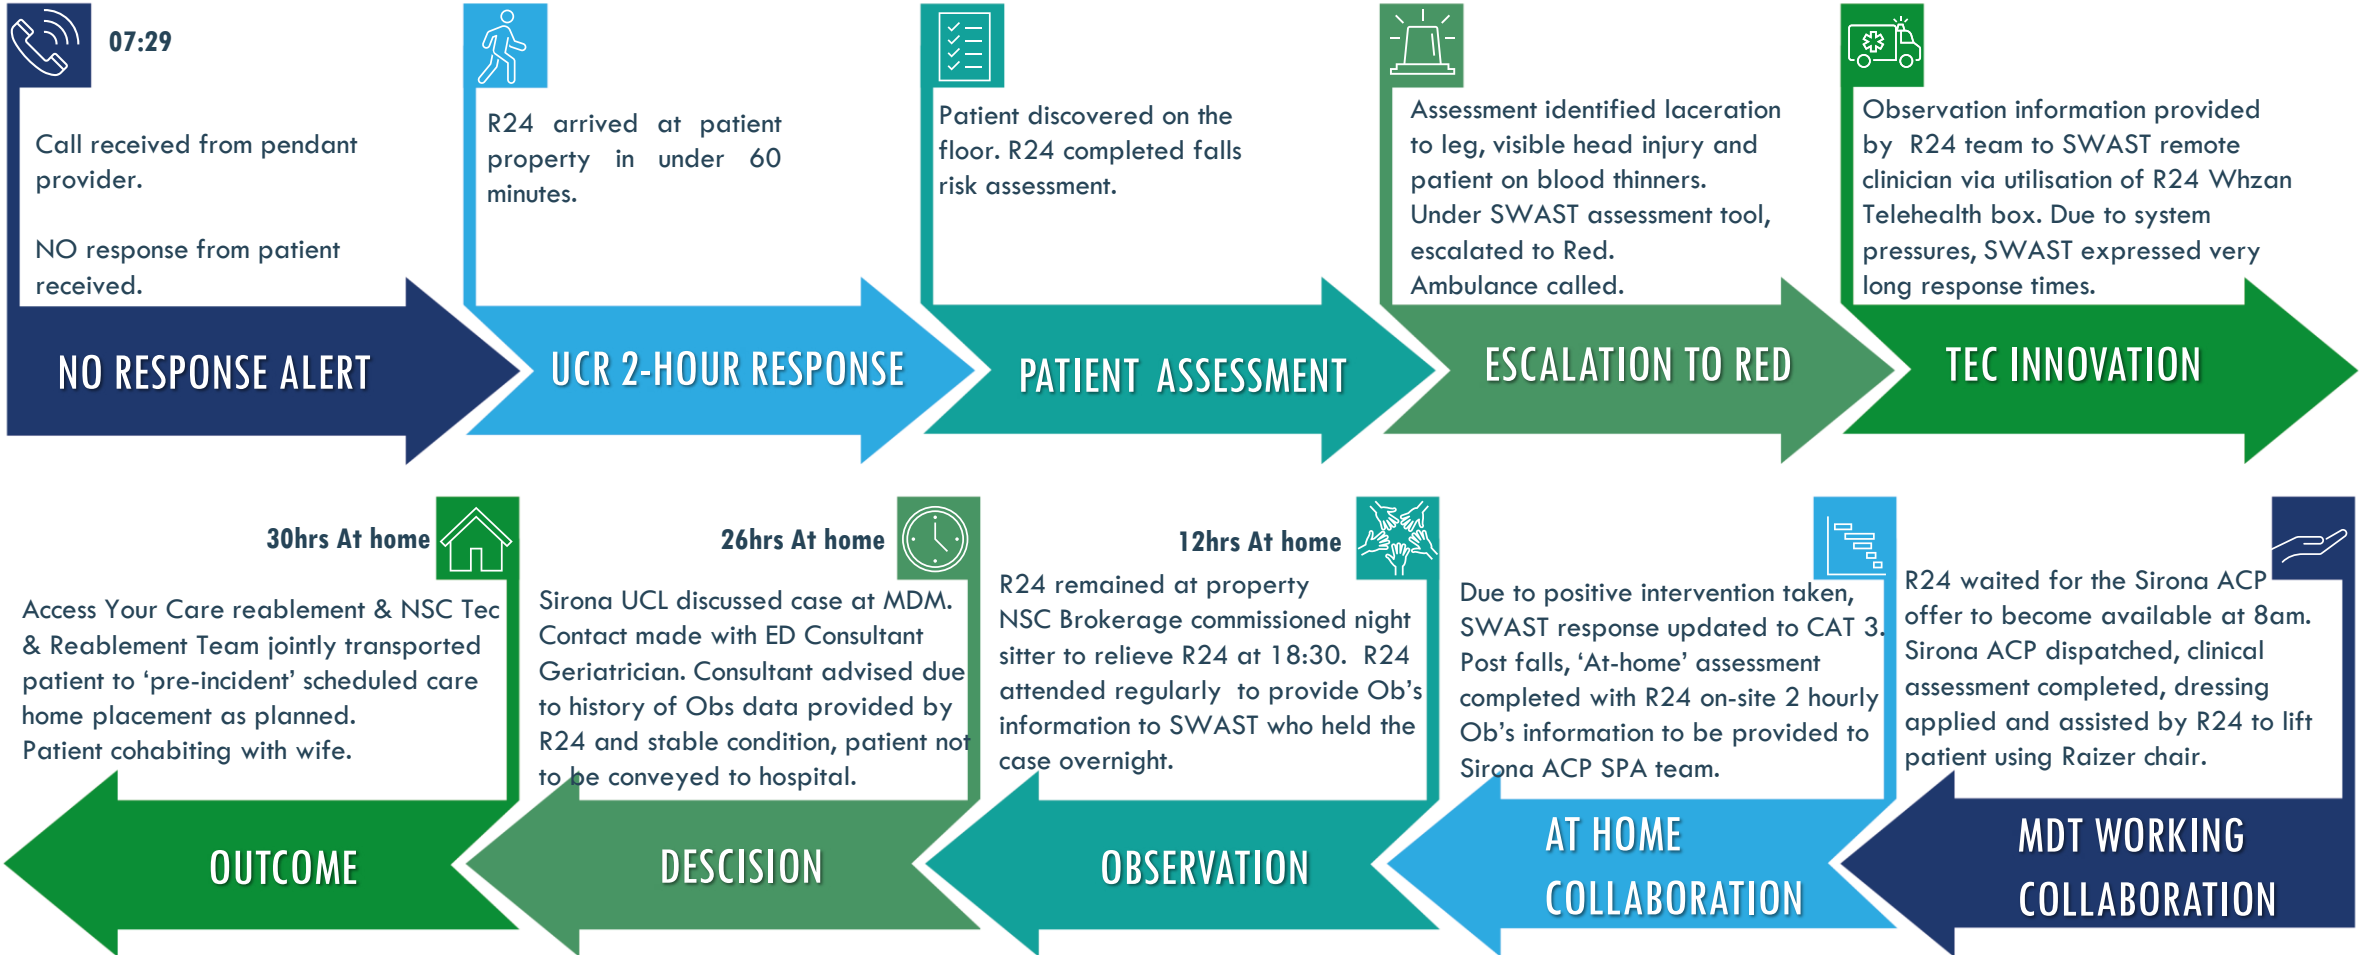 07:29
Call received from pendant
provider.
NO response from patient
received.
NO RESPONSE ALERT
R24 arrived at patient
property in under 60
minutes.
UCR 2-HOUR RESPONSE
Patient discovered on the
floor. R24 completed falls
risk assessment.
PATIENT ASSESSMENT
Assessment identified laceration
to leg, visible head injury and
patient on blood thinners.
Under SWAST assessment tool,
escalated to Red.
Ambulance called.
ESCALATION TO RED
Observation information provided
by R24 team to SWAST remote
clinician via utilisation of R24 Whzan
Telehealth box. Due to system
pressures, SWAST expressed very
long response times.
TEC INNOVATION
R24 waited for the Sirona ACP
offer to become available at 8am.
Sirona ACP dispatched, clinical
assessment completed, dressing
applied and assisted by R24 to lift
patient using Raizer chair.
MDT WORKING
COLLABORATION
Due to positive intervention taken,
SWAST response updated to CAT 3.
Post falls, ‘At-home’ assessment
completed with R24 on-site 2 hourly
Ob’s information to be provided to
Sirona ACP SPA team.
AT HOME
COLLABORATION
12hrs At home
R24 remained at property
NSC Brokerage commissioned night
sitter to relieve R24 at 18:30. R24
attended regularly to provide Ob’s
information to SWAST who held the
case overnight.
OBSERVATION
26hrs At home
Sirona UCL discussed case at MDM.
Contact made with ED Consultant
Geriatrician. Consultant advised due
to history of Obs data provided by
R24 and stable condition, patient not
to be conveyed to hospital.
DESCISION
30hrs At home
Access Your Care reablement & NSC Tec
& Reablement Team jointly transported
patient to ‘pre-incident’ scheduled care
home placement as planned.
Patient cohabiting with wife.
OUTCOME